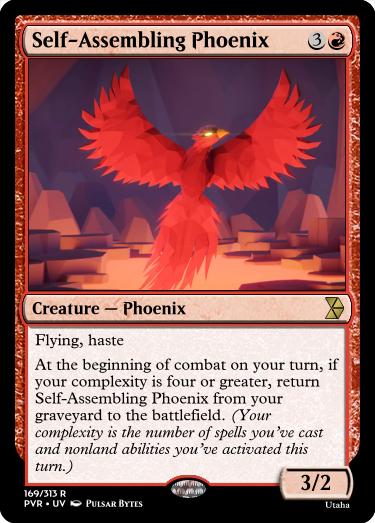 Self-Assembling Phoenix 3
Creature — Phoenix
Flying, haste
At the beginning of combat on your turn, if
your complexity is four or greater, return
Self-Assembling Phoenix from your
graveyard to the battlefield. (Your
complexity is the number of spells you've cast
and nonland abilities you've activated this
turn.)
3/2
169/313 R
PVR • UV Pulsar Bytes
Utaha